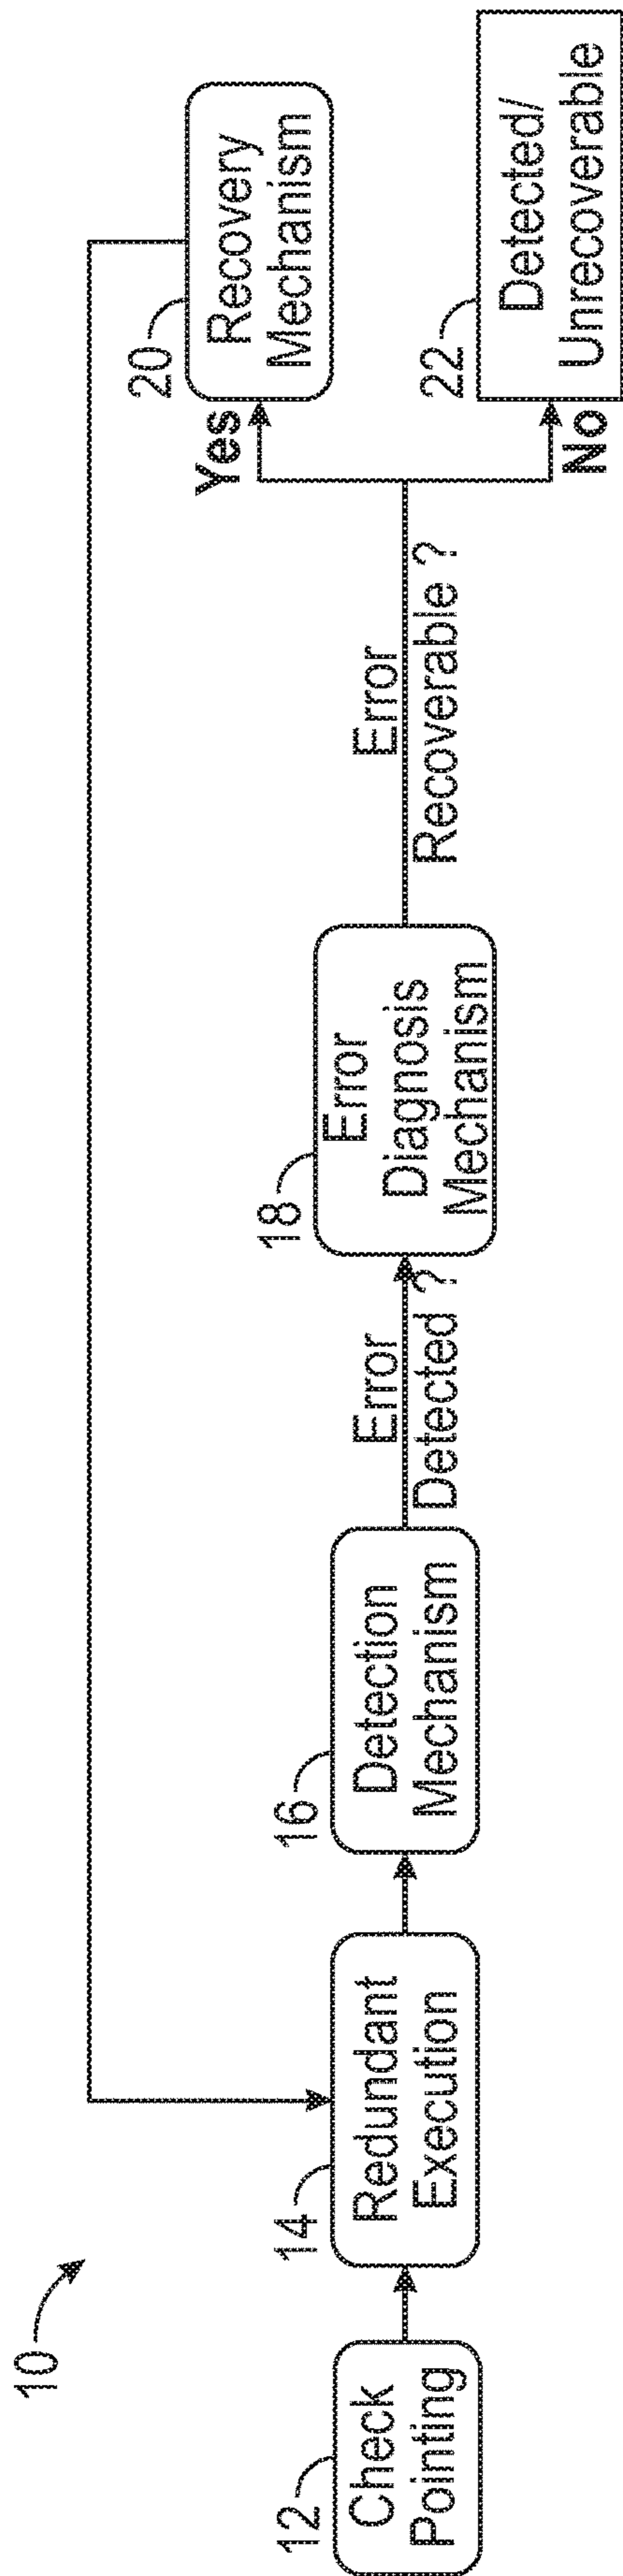 10
12
Check
Pointing
14
Redundant
Execution
16
Detection
Mechanism
Error
Detected ?
18
Error
Diagnosis
Mechanism
Error
Recoverable ?
Yes
20
Recovery
Mechanism
No
22
Detected/
Unrecoverable